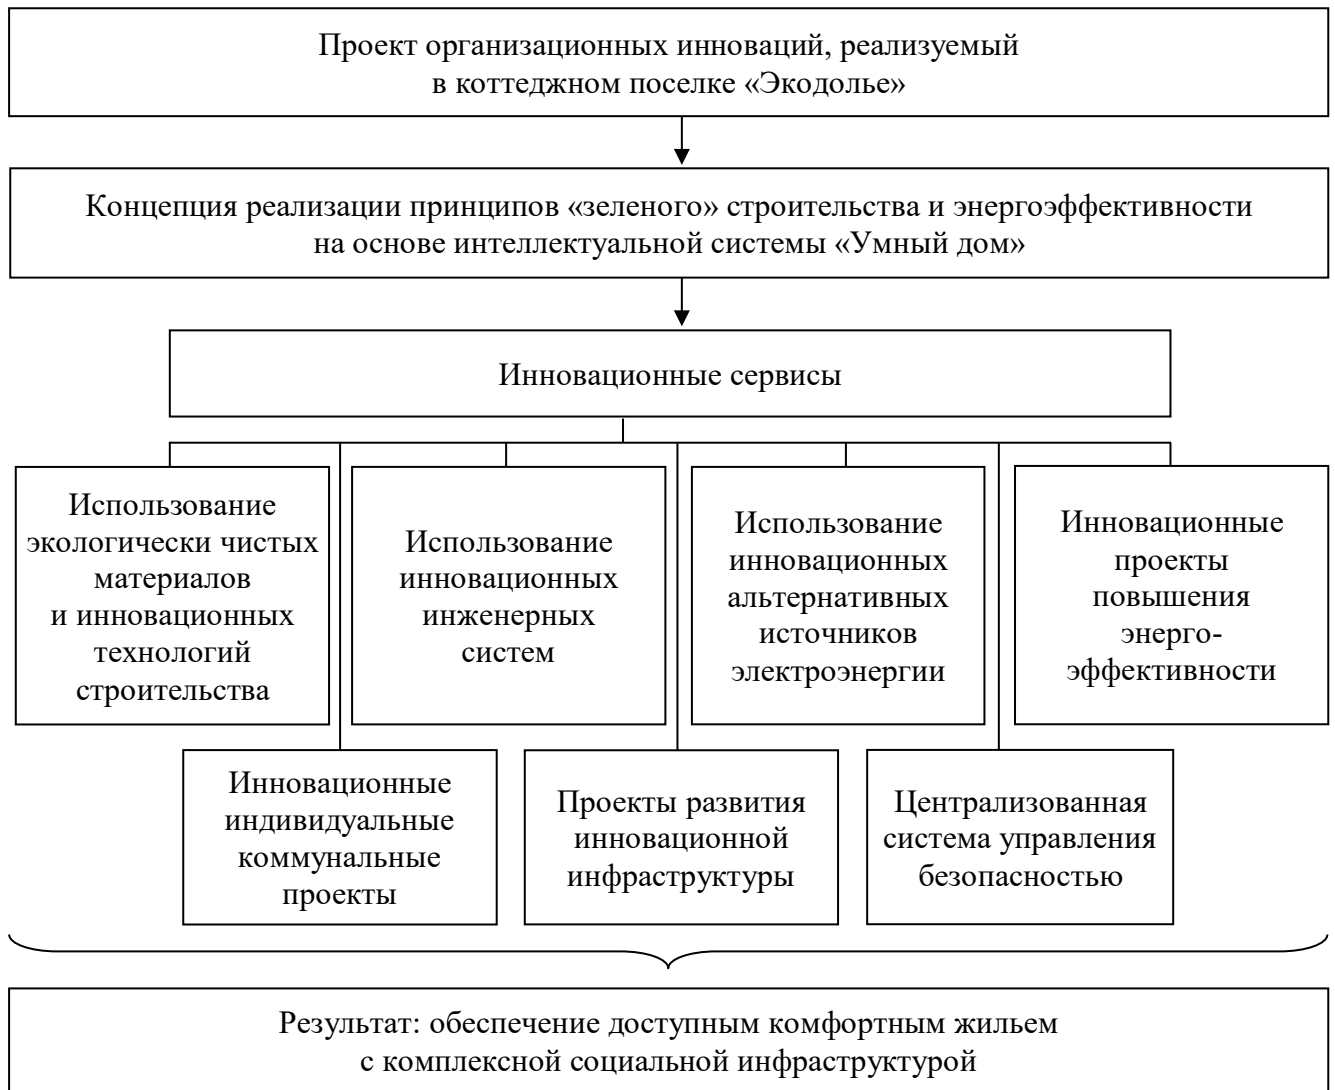 Проект организационных инноваций, реализуемый
в коттеджном поселке «Экодолье»
Концепция реализации принципов «зеленого» строительства и энергоэффективности
на основе интеллектуальной системы «Умный дом»
Инновационные сервисы
Использование
экологически чистых
материалов
и инновационных
технологий
строительства
Использование
инновационных
инженерных
систем
Использование
инновационных
альтернативных
источников
электроэнергии
Инновационные
проекты
повышения
энерго-
эффективности
Инновационные
индивидуальные
коммунальные
проекты
Проекты развития
инновационной
инфраструктуры
Централизованная
система управления
безопасностью
Результат: обеспечение доступным комфортным жильем
с комплексной социальной инфраструктурой